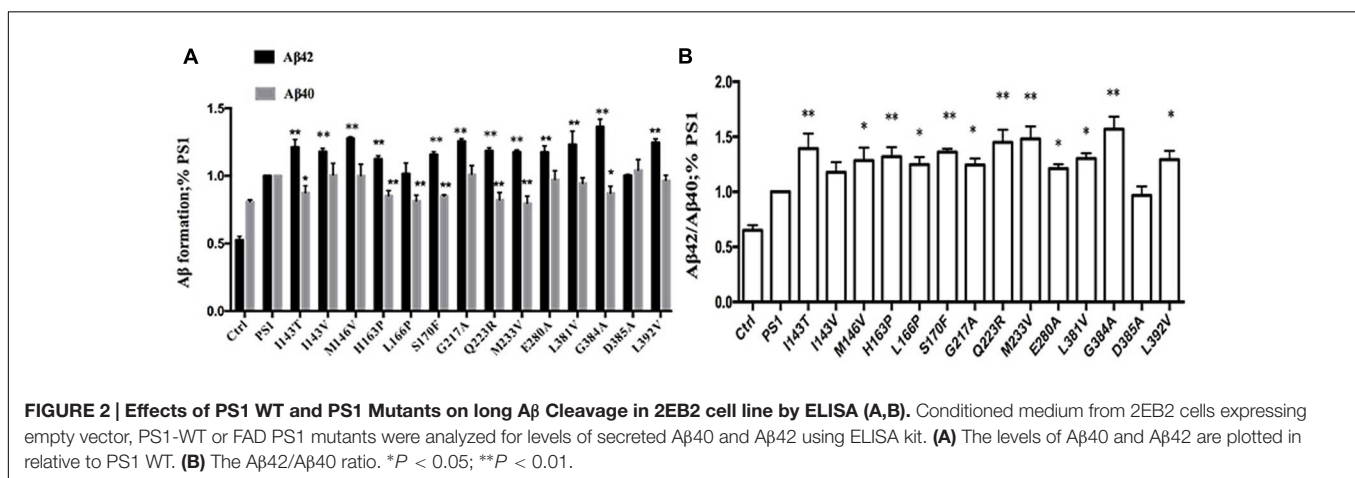 A
Aβ42
Aβ40
Aβ formation;% PS1
1.5
1.0
0.5
0.0
** ** ** ** ** ** ** ** ** ** ** **
* ** ** ** ** ** *
Ctrl PS1 I143T I143V M146V H163P L166P S170F G217A Q223R M233V E280A L381V G384A D385A L392V
B
Aβ42/Aβ40;% PS1
2.0
1.5
1.0
0.5
0.0
** * ** * ** * ** ** * * ** *
Ctrl PS1 I143T I143V M146V H163P L166P S170F G217A Q223R M233V E280A L381V G384A D385A L392V
FIGURE 2 | Effects of PS1 WT and PS1 Mutants on long Aβ Cleavage in 2EB2 cell line by ELISA (A,B). Conditioned medium from 2EB2 cells expressing
empty vector, PS1-WT or FAD PS1 mutants were analyzed for levels of secreted Aβ40 and Aβ42 using ELISA kit. (A) The levels of Aβ40 and Aβ42 are plotted in
relative to PS1 WT. (B) The Aβ42/Aβ40 ratio. *P < 0.05; **P < 0.01.